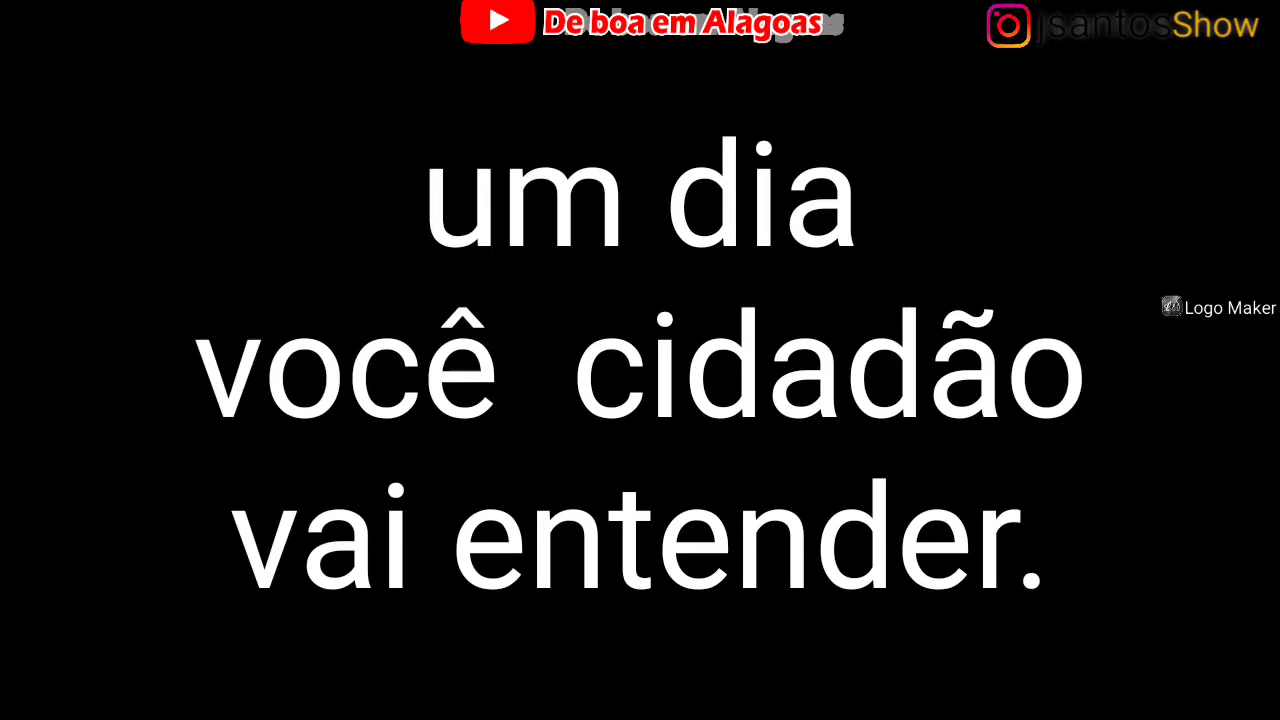 De boa em Alagoas
jsantosShow
um dia
Logo Maker
você cidadão
vai entender.